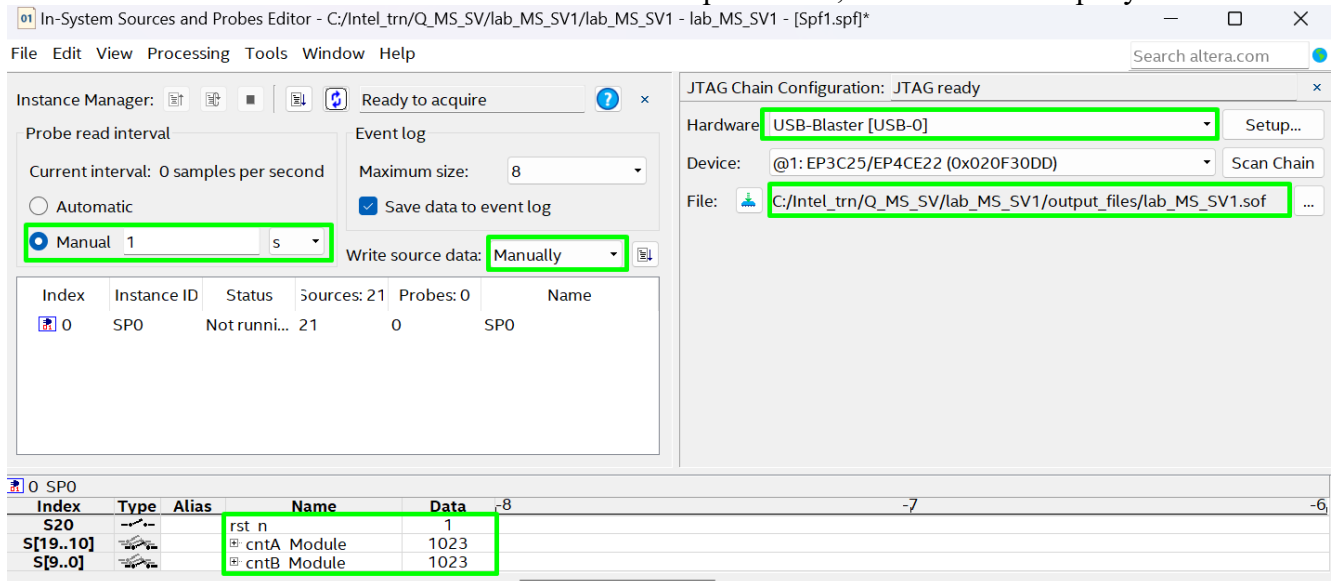 In-System Sources and Probes Editor - C:/Intel_trn/Q_MS_SV/lab_MS_SV1/lab_MS_SV1 - lab_MS_SV1 - [Spf1.spf]*
File Edit View Processing Tools Window Help
Search altera.com
Instance Manager: Ready to acquire
Probe read interval
Current interval: 0 samples per second
Automatic
Manual 1 s
Event log
Maximum size: 8
Save data to event log
Write source data: Manually
Index Instance ID Status Sources: 21 Probes: 0 Name
0 SP0 Not runni... 21 0 SP0
JTAG Chain Configuration: JTAG ready
Hardware USB-Blaster [USB-0] Setup...
Device: @1: EP3C25/EP4CE22 (0x020F30DD) Scan Chain
File: C:/Intel_trn/Q_MS_SV/lab_MS_SV1/output_files/lab_MS_SV1.sof ...
0 SP0
Index Type Alias Name Data -8 -7 -6
S20 rst n 1
S[19..10] cntA Module 1023
S[9..0] cntB Module 1023